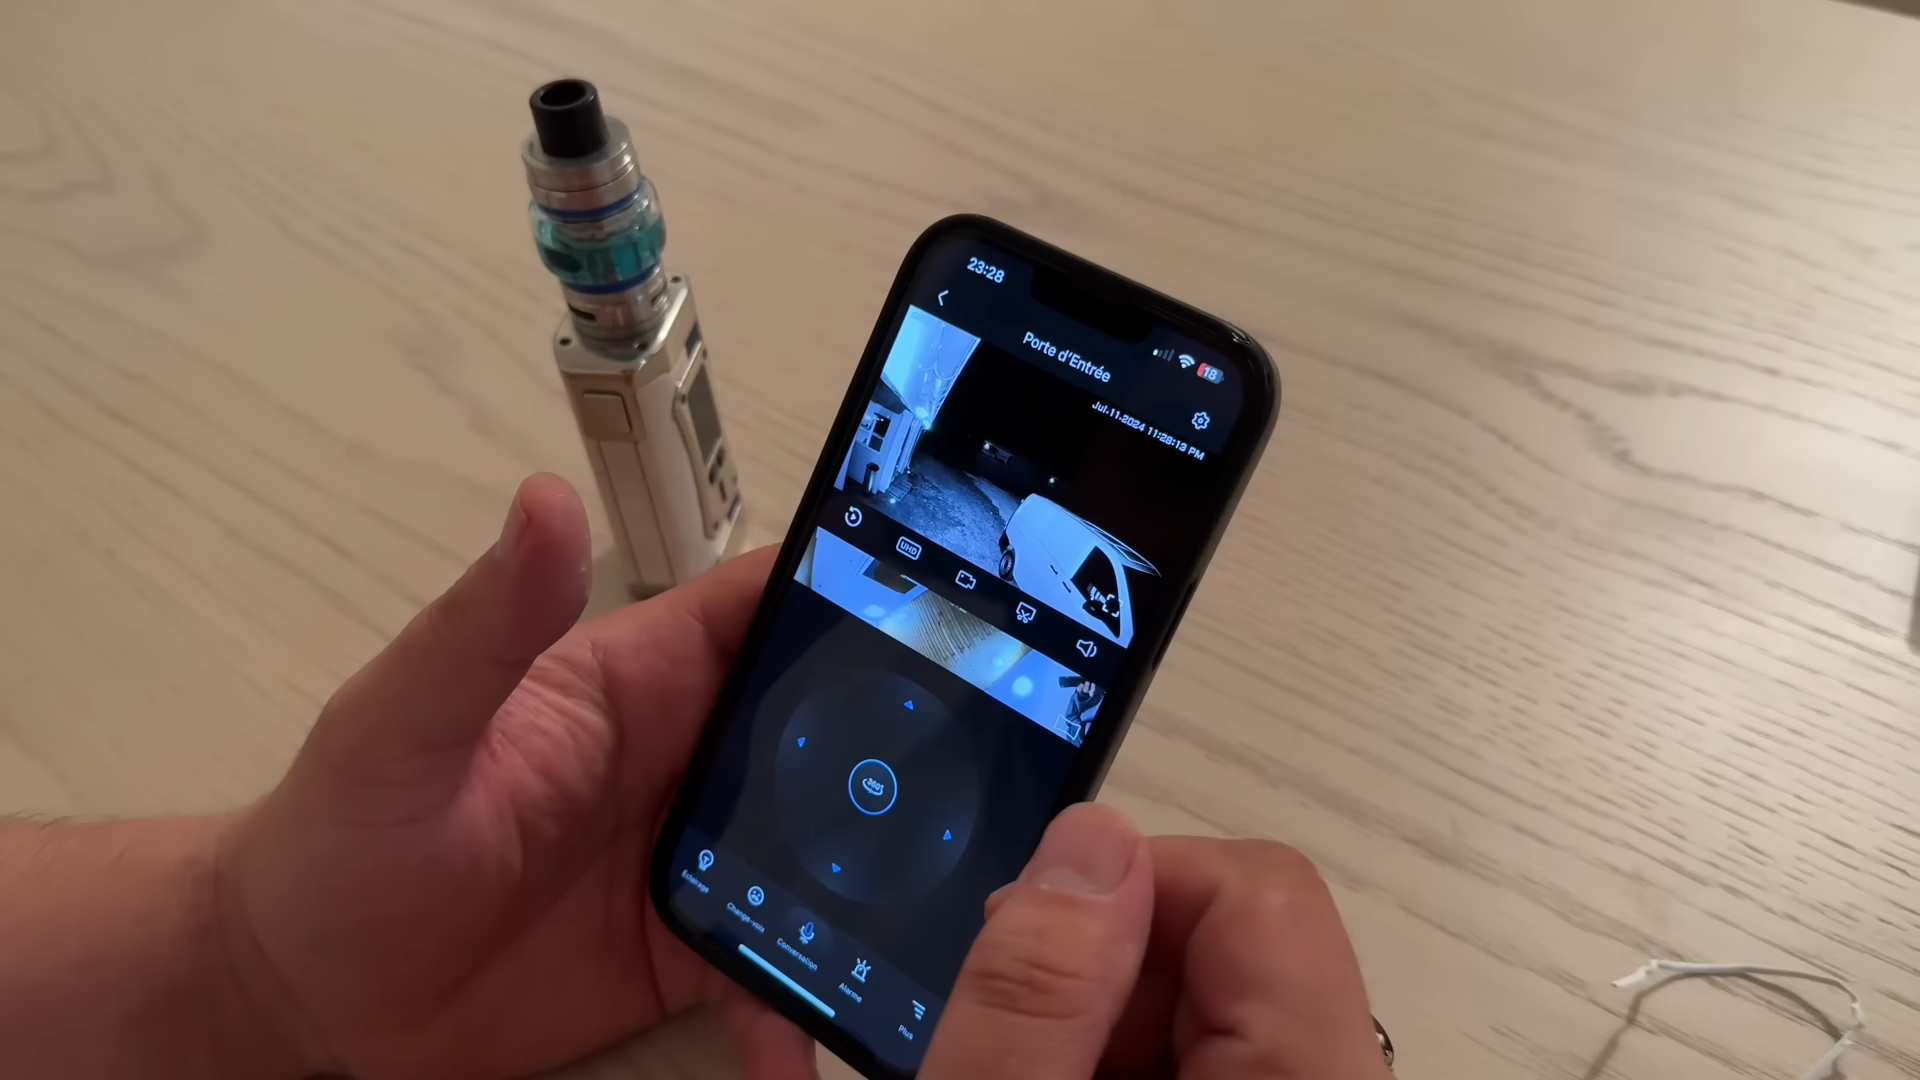 23:28
18
Porte d'Entrée
Jul.11.2024 11:28:13 PM
UHD
360°
Éclairage
Change-voix
Conversation
Alarme
Plus